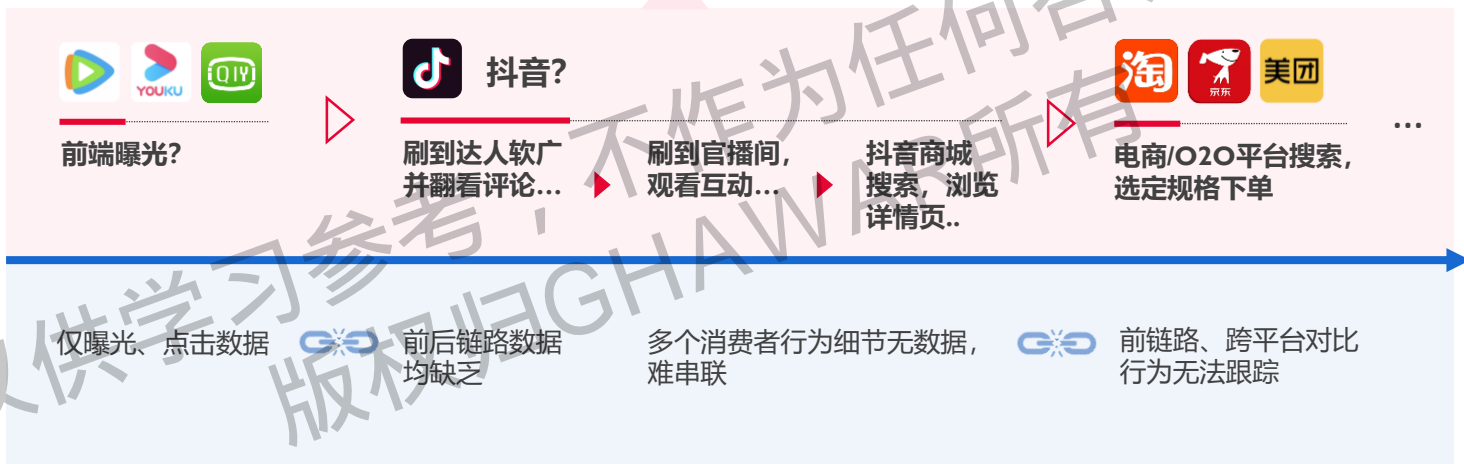 YOUKU
QIY
抖音?
淘
京东
美团
前端曝光?
刷到达人软广
并翻看评论…
刷到官播间,
观看互动…
抖音商城
搜索，浏览
详情页..
电商/O2O平台搜索，
选定规格下单
…
仅曝光、点击数据
前后链路数据
均缺乏
多个消费者行为细节无数据，
难串联
前链路、跨平台对比
行为无法跟踪
仅供学习参考，不作为任何
版权归GHAWAR所有